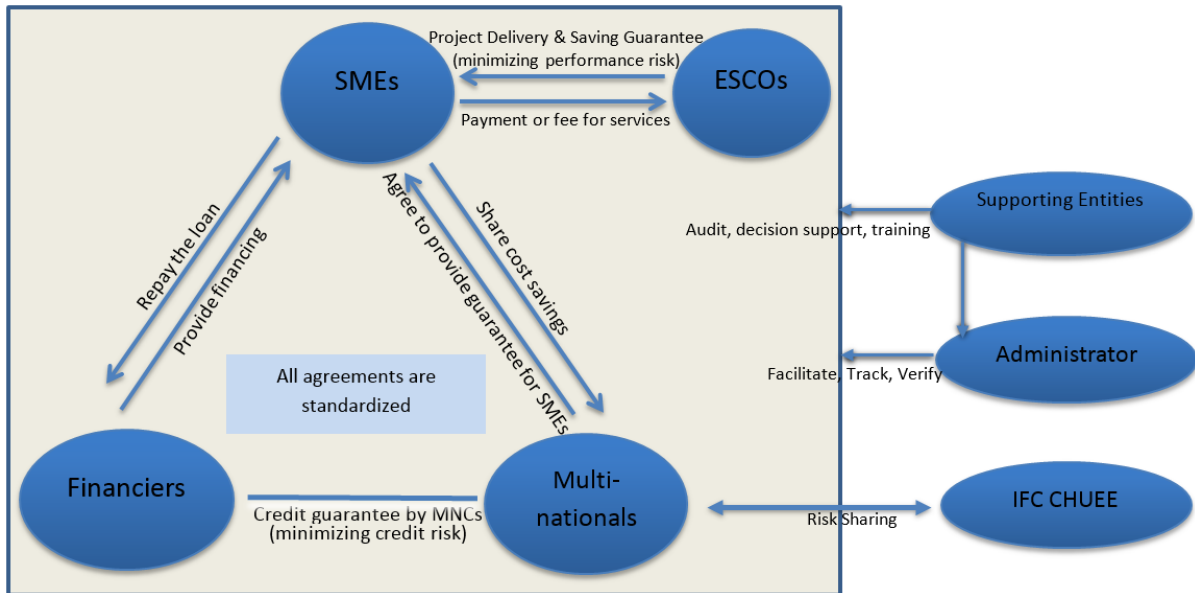 Project Delivery & Saving Guarantee
(minimizing performance risk)
SMEs
ESCOs
Payment or fee for services
Supporting Entities
Audit, decision support, training
Repay the loan
Provide financing
Agree to provide guarantee for SMEs
Share cost savings
Administrator
Facilitate, Track, Verify
All agreements are
standardized
Financiers
Credit guarantee by MNCs
(minimizing credit risk)
Multi-
nationals
Risk Sharing
IFC CHUEE